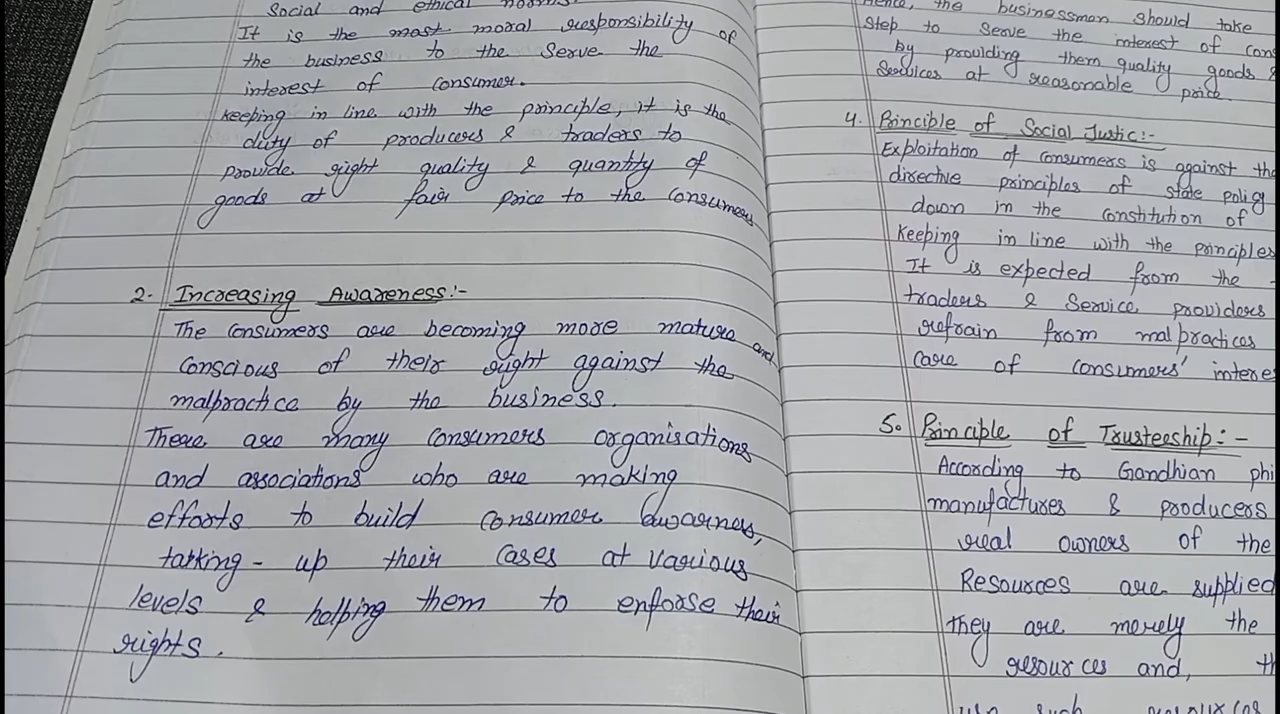 Social and ethical norms.
It is the most moral responsibility of
the business to the serve the
interest of consumer.
keeping in line with the principle, it is the
duty of producers & traders to
provide right quality & quantity of
goods at fair price to the consumers
2. Increasing Awareness:-
The consumers are becoming more mature and
conscious of their right against the
malpractice by the business.
There are many consumers organisations
and associations who are making
efforts to build consumer awarness,
takking-up their cases at various
levels & helping them to enforse their
rights.
Hence, the businessman should take
Step to serve the interest of cons
by providing them quality goods &
Services at reasonable price.
4. Principle of Social Justic:-
Exploitation of consumers is against the
directive principles of state policy
down in the constitution of
keeping in line with the principles
It is expected from the
traders & Service providers
refrain from malpractices
care of consumers' interes
5. Principle of Trusteeship:-
According to Gandhian phi
manufactures & producers
real owners of the
Resources are supplied
they are merely the
resources and, th
such